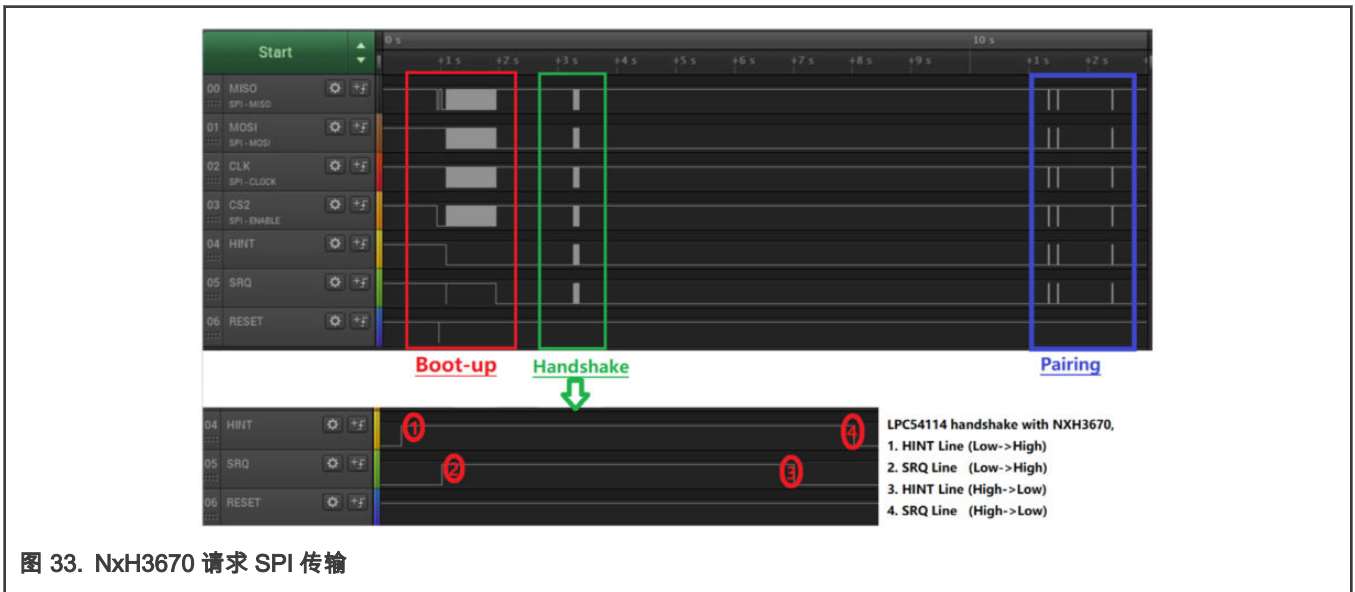 Start
0 s
10 s
+1 s
+2 s
+3 s
+4 s
+5 s
+6 s
+7 s
+8 s
+9 s
+1 s
+2 s
00 MISO
SPI - MISO
01 MOSI
SPI - MOSI
02 CLK
SPI - CLOCK
03 CS2
SPI - ENABLE
04 HINT
05 SRQ
06 RESET
Boot-up
Handshake
Pairing
04 HINT
05 SRQ
06 RESET
1
2
3
4
LPC54114 handshake with NXH3670,
1. HINT Line (Low->High)
2. SRQ Line (Low->High)
3. HINT Line (High->Low)
4. SRQ Line (High->Low)
图 33. NxH3670 请求 SPI 传输